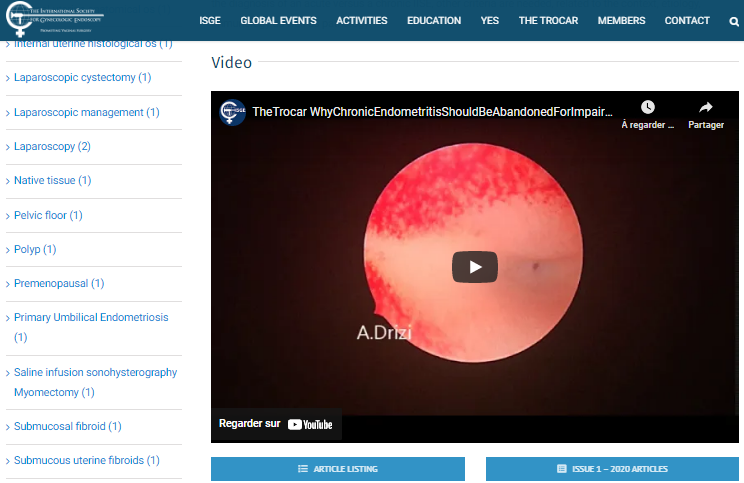 THE INTERNATIONAL SOCIETY
FOR GYNECOLOGIC ENDOSCOPY
ISGE GLOBAL EVENTS ACTIVITIES EDUCATION YES THE TROCAR MEMBERS CONTACT
Internal uterine histological os (1)
Laparoscopic cystectomy (1)
Laparoscopic management (1)
Laparoscopy (2)
Native tissue (1)
Pelvic floor (1)
Polyp (1)
Premenopausal (1)
Primary Umbilical Endometriosis
(1)
Saline infusion sonohysterography
Myomectomy (1)
Submucosal fibroid (1)
Submucous uterine fibroids (1)
Video
TheTrocar WhyChronicEndometritisShouldBeAbandonedForImpair...
À regarder ...
Partager
A.Drizi
Regarder sur YouTube
ARTICLE LISTING
ISSUE 1 – 2020 ARTICLES